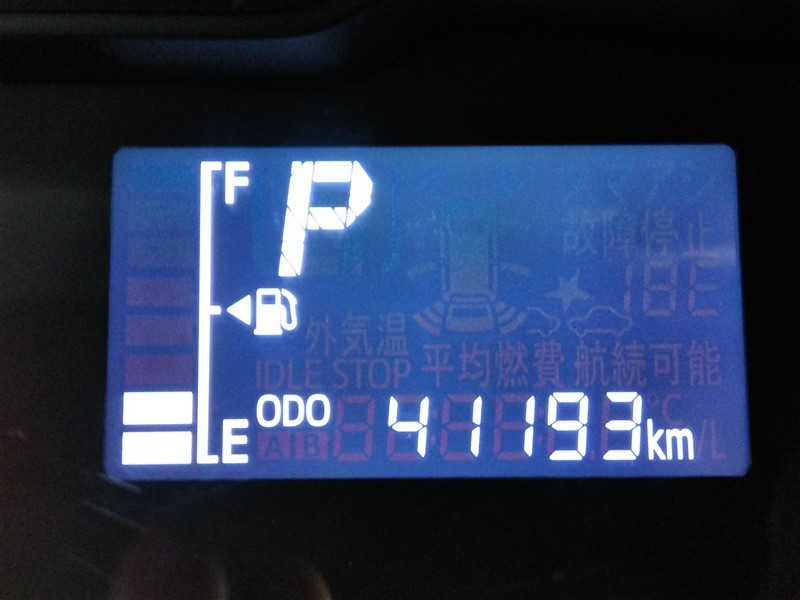 F
P
故障停止
外気温
IDLE STOP 平均燃費 航続可能
E
ODO 41193 km
A B
°C
/L